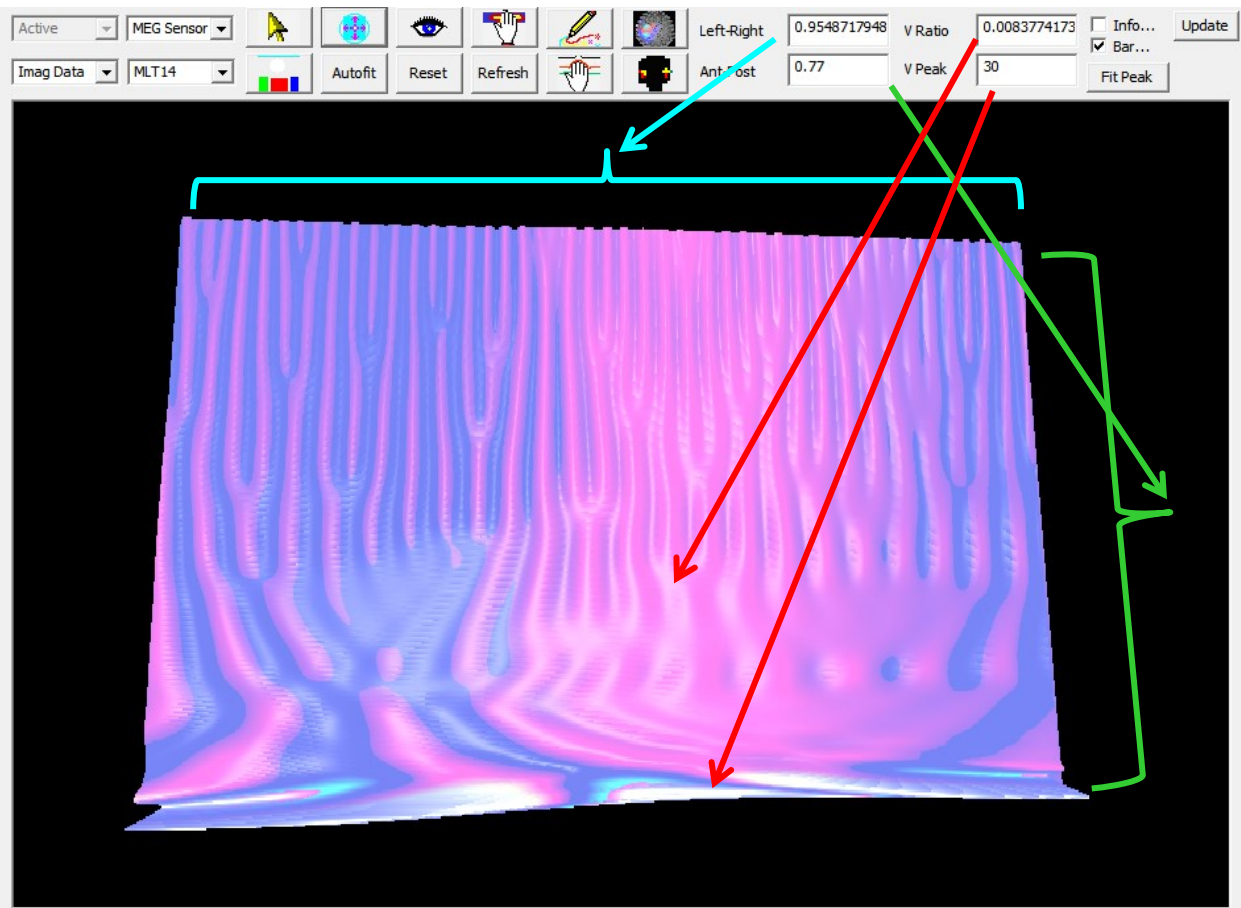 Active MEG Sensor Left-Right 0.9548717948 V Ratio 0.0083774173 Info... Update
Bar...
Imag Data MLT14 Autofit Reset Refresh Ant-Post 0.77 V Peak 30 Fit Peak